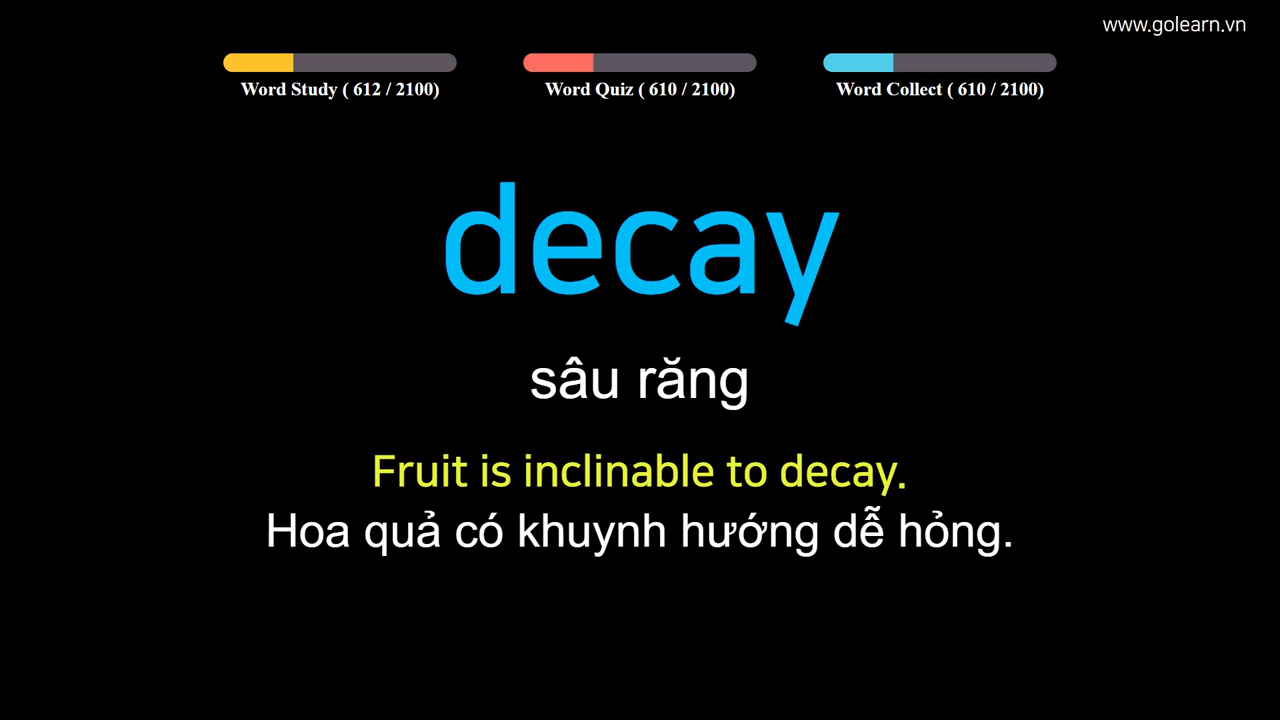 www.golearn.vn
Word Study ( 612 / 2100)
Word Quiz ( 610 / 2100)
Word Collect ( 610 / 2100)
decay
sâu răng
Fruit is inclinable to decay.
Hoa quả có khuynh hướng dễ hỏng.